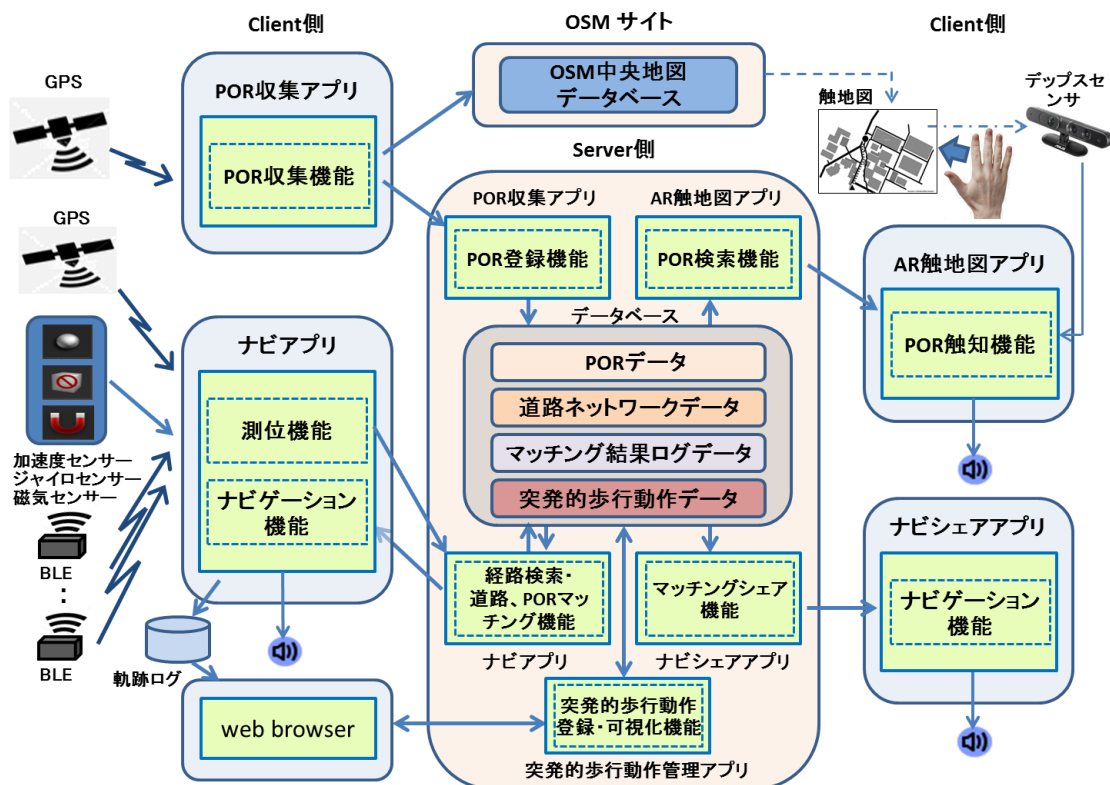 Client側
OSM サイト
Client側
GPS
POR収集アプリ
POR収集機能
OSM中央地図
データベース
触地図
デップスセ
ンサ
Server側
GPS
POR収集アプリ
POR登録機能
AR触地図アプリ
POR検索機能
AR触地図アプリ
POR触知機能
データベース
PORデータ
道路ネットワークデータ
マッチング結果ログデータ
突発的歩行動作データ
ナビアプリ
測位機能
ナビゲーション
機能
加速度センサー
ジャイロセンサー
磁気センサー
BLE
:
BLE
経路検索・
道路、PORマッ
チング機能
ナビアプリ
マッチングシェア
機能
ナビシェアアプリ
ナビシェアアプリ
ナビゲーション
機能
軌跡ログ
web browser
突発的歩行動作
登録・可視化機能
突発的歩行動作管理アプリ